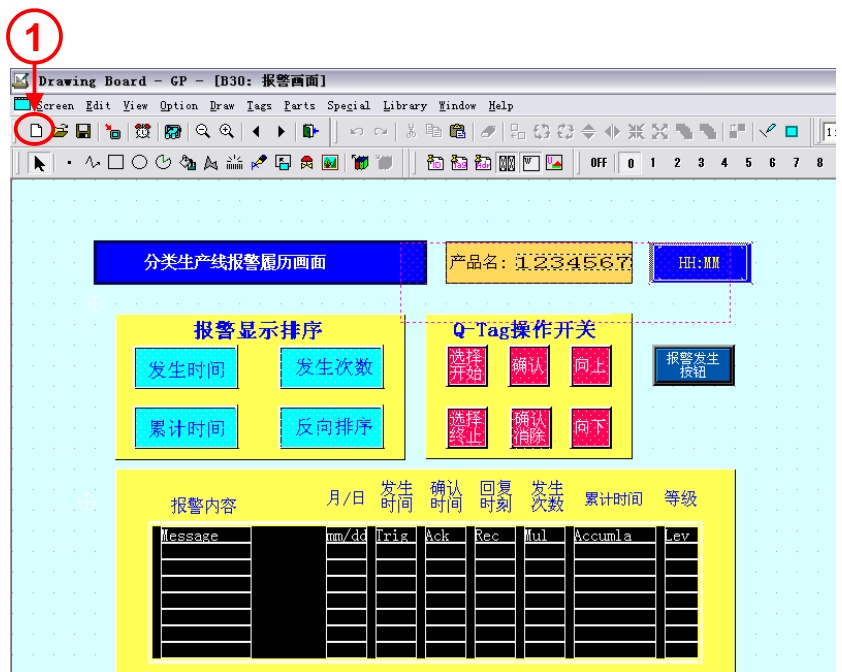 1
Drawing Board - GP - [B30: 报警画面]
Screen Edit View Option Draw Tags Parts Special Library Window Help
OFF 0 1 2 3 4 5 6 7 8
分类生产线报警履历画面
产品名: 1234567
HH:MM
报警显示排序
Q-Tag操作开关
发生时间
发生次数
选择
开始
确认
向上
报警发生
按钮
累计时间
反向排序
选择
终止
确认
消除
向下
报警内容
月/日
发生
时间
确认
时间
回复
时刻
发生
次数
累计时间
等级
Message mm/dd Trig Ack Rec Mul Accumla Lev